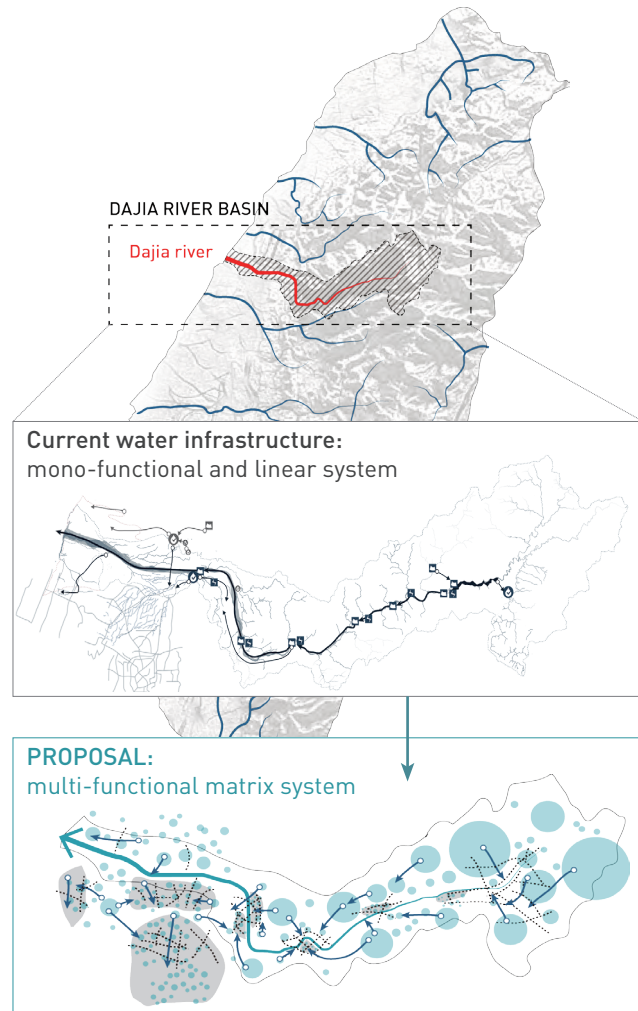 DAJIA RIVER BASIN
Dajia river
Current water infrastructure:
mono-functional and linear system
PROPOSAL:
multi-functional matrix system